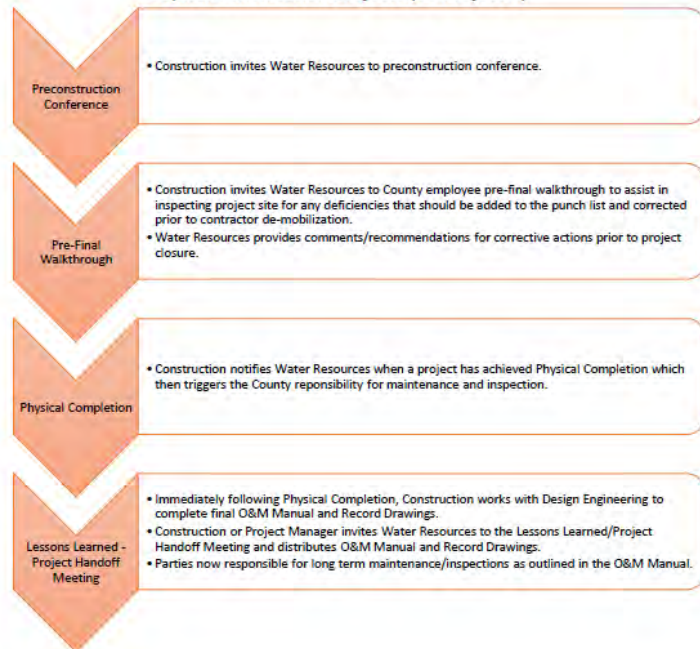 Preconstruction
Conference
• Construction invites Water Resources to preconstruction conference.
Pre-Final
Walkthrough
• Construction invites Water Resources to County employee pre-final walkthrough to assist in
inspecting project site for any deficiencies that should be added to the punch list and corrected
prior to contractor de-mobilization.
• Water Resources provides comments/recommendations for corrective actions prior to project
closure.
Physical Completion
• Construction notifies Water Resources when a project has achieved Physical Completion which
then triggers the County reponsibility for maintenance and inspection.
Lessons Learned -
Project Handoff
Meeting
• Immediately following Physical Completion, Construction works with Design Engineering to
complete final O&M Manual and Record Drawings.
• Construction or Project Manager invites Water Resources to the Lessons Learned/Project
Handoff Meeting and distributes O&M Manual and Record Drawings.
• Parties now responsible for long term maintenance/inspections as outlined in the O&M Manual.